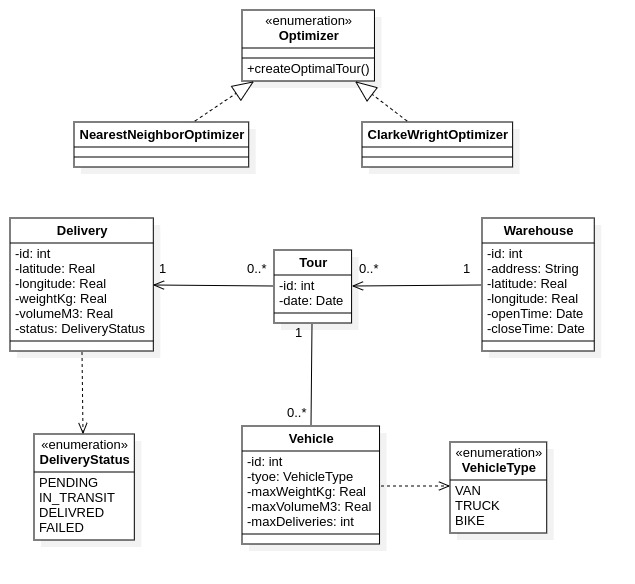 «enumeration»
Optimizer
+createOptimalTour()
NearestNeighborOptimizer
ClarkeWrightOptimizer
Delivery
-id: int
-latitude: Real
-longitude: Real
-weightKg: Real
-volumeM3: Real
-status: DeliveryStatus
1
0..*
Tour
-id: int
-date: Date
0..*
1
Warehouse
-id: int
-address: String
-latitude: Real
-longitude: Real
-openTime: Date
-closeTime: Date
1
0..*
«enumeration»
DeliveryStatus
PENDING
IN_TRANSIT
DELIVRED
FAILED
Vehicle
-id: int
-tyoe: VehicleType
-maxWeightKg: Real
-maxVolumeM3: Real
-maxDeliveries: int
«enumeration»
VehicleType
VAN
TRUCK
BIKE